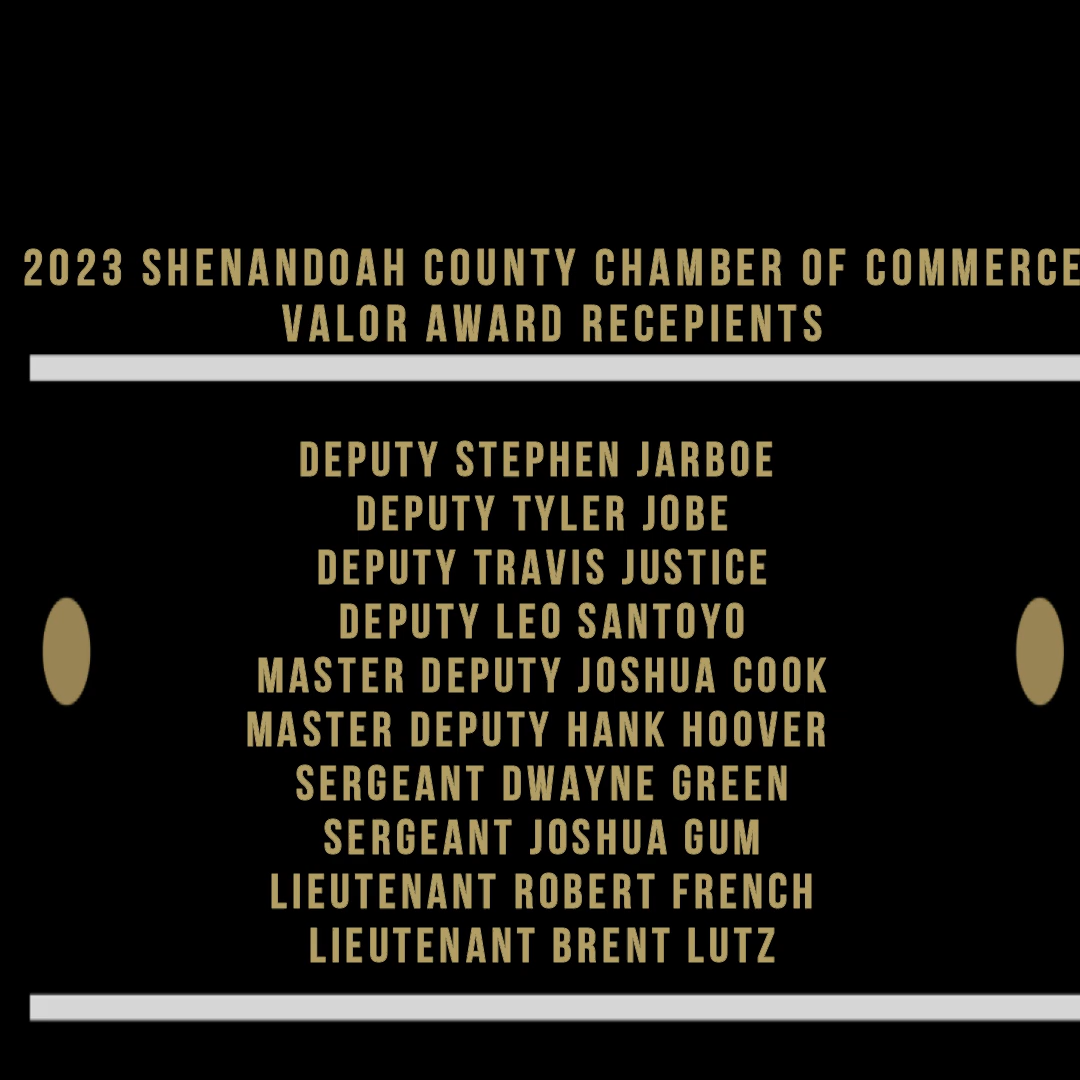 2023 SHENANDOAH COUNTY CHAMBER OF COMMERCE
VALOR AWARD RECEPIENTS
DEPUTY STEPHEN JARBOE
DEPUTY TYLER JOBE
DEPUTY TRAVIS JUSTICE
DEPUTY LEO SANTOYO
MASTER DEPUTY JOSHUA COOK
MASTER DEPUTY HANK HOOVER
SERGEANT DWAYNE GREEN
SERGEANT JOSHUA GUM
LIEUTENANT ROBERT FRENCH
LIEUTENANT BRENT LUTZ